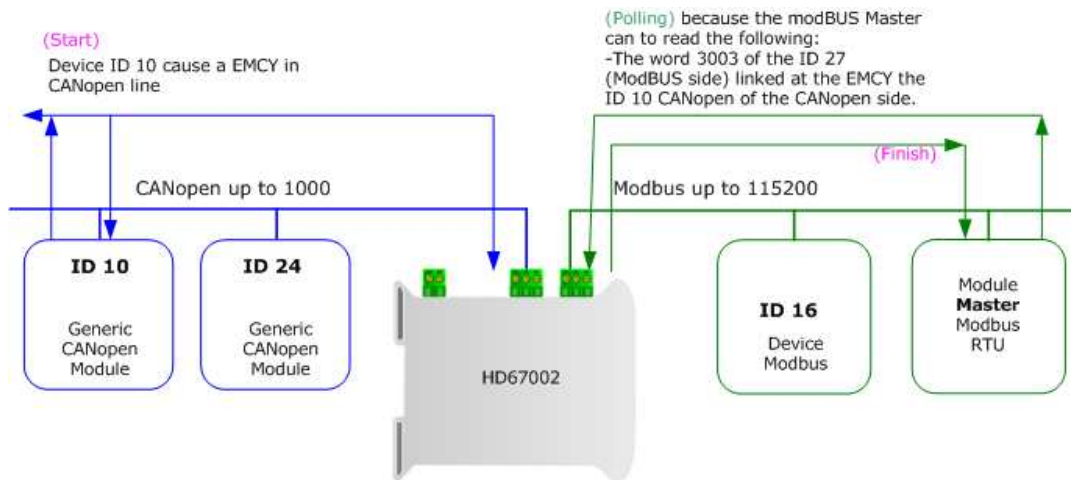 (Start)
Device ID 10 cause a EMCY in
CANopen line
(Polling) because the modBUS Master
can to read the following:
-The word 3003 of the ID 27
(ModBUS side) linked at the EMCY the
ID 10 CANopen of the CANopen side.
(Finish)
CANopen up to 1000
Modbus up to 115200
ID 10
Generic
CANopen
Module
ID 24
Generic
CANopen
Module
HD67002
ID 16
Device
Modbus
Module
Master
Modbus
RTU